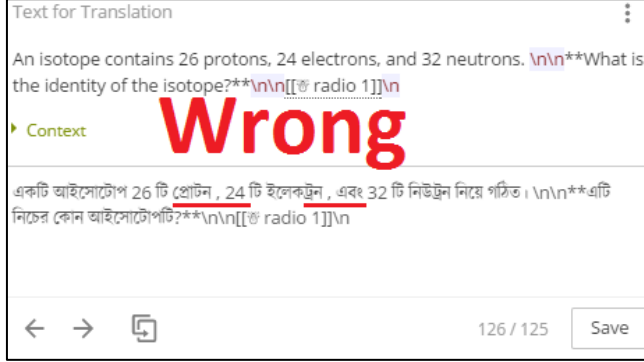 Text for Translation
An isotope contains 26 protons, 24 electrons, and 32 neutrons. \n\n**What is
the identity of the isotope?**\n\n[[☃ radio 1]]\n
Context
Wrong
একটি আইসোটোপ 26 টি প্রোটন , 24 টি ইলেকট্রন , এবং 32 টি নিউট্রন নিয়ে গঠিত। \n\n**এটি
নিচের কোন আইসোটোপটি?**\n\n[[☃ radio 1]]\n
126 / 125
Save